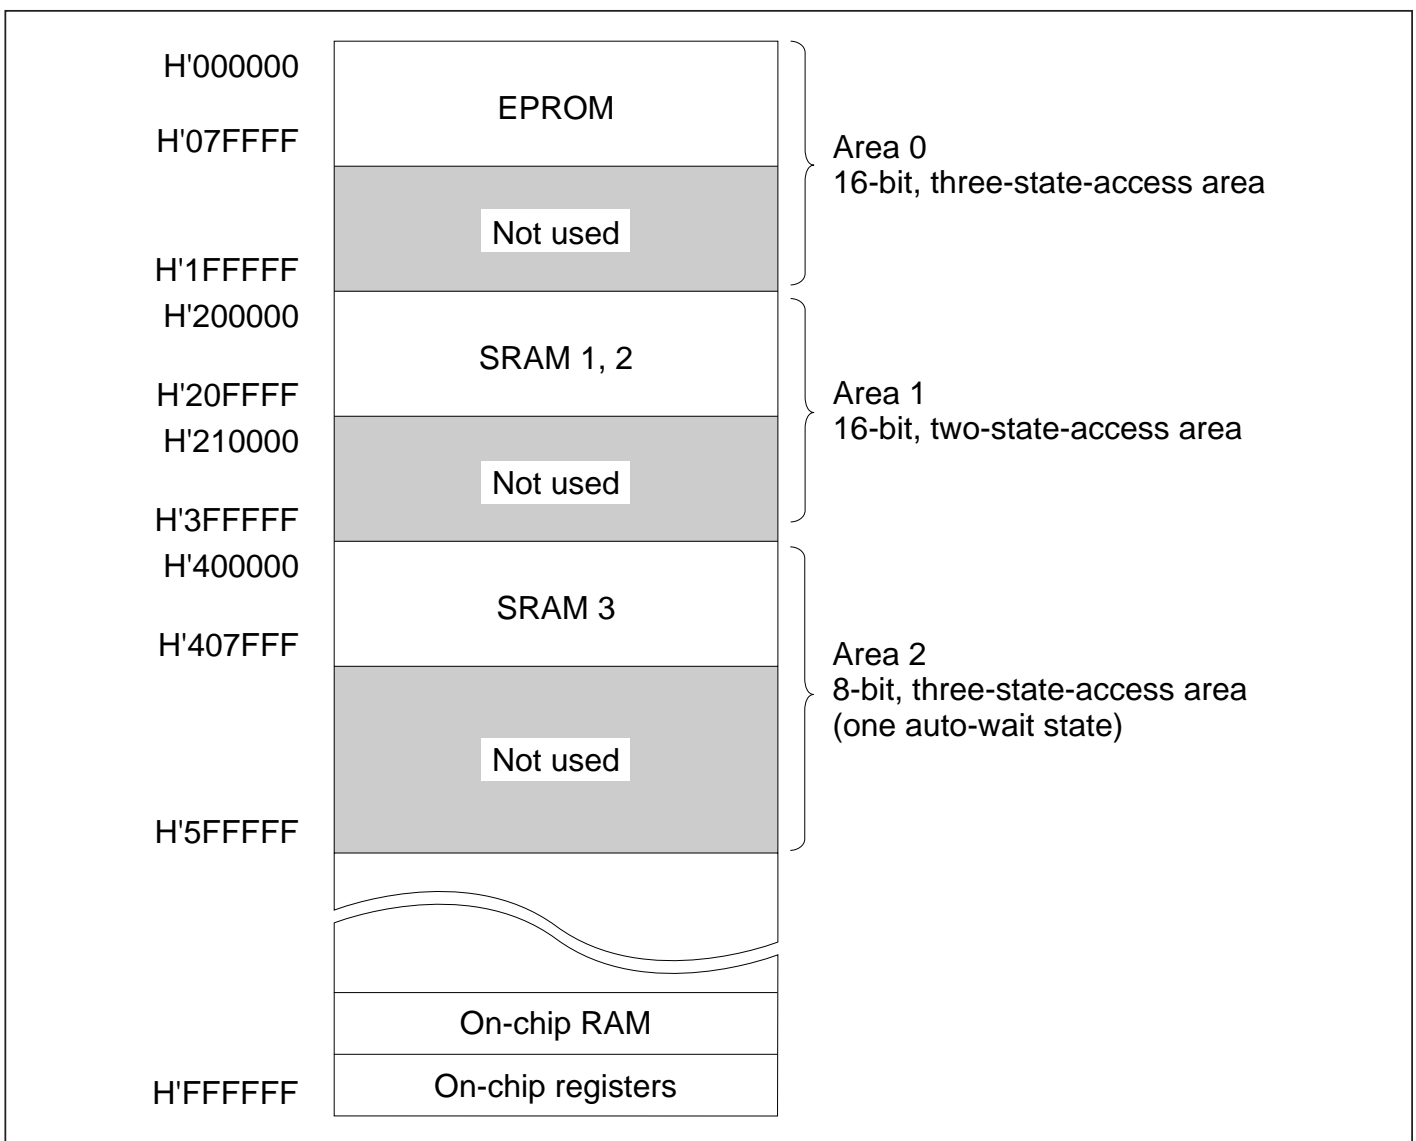 H'000000
EPROM
H'07FFFF
Area 0
16-bit, three-state-access area
Not used
H'1FFFFF
H'200000
SRAM 1, 2
H'20FFFF
Area 1
16-bit, two-state-access area
H'210000
Not used
H'3FFFFF
H'400000
SRAM 3
H'407FFF
Area 2
8-bit, three-state-access area
(one auto-wait state)
Not used
H'5FFFFF
On-chip RAM
On-chip registers
H'FFFFFF